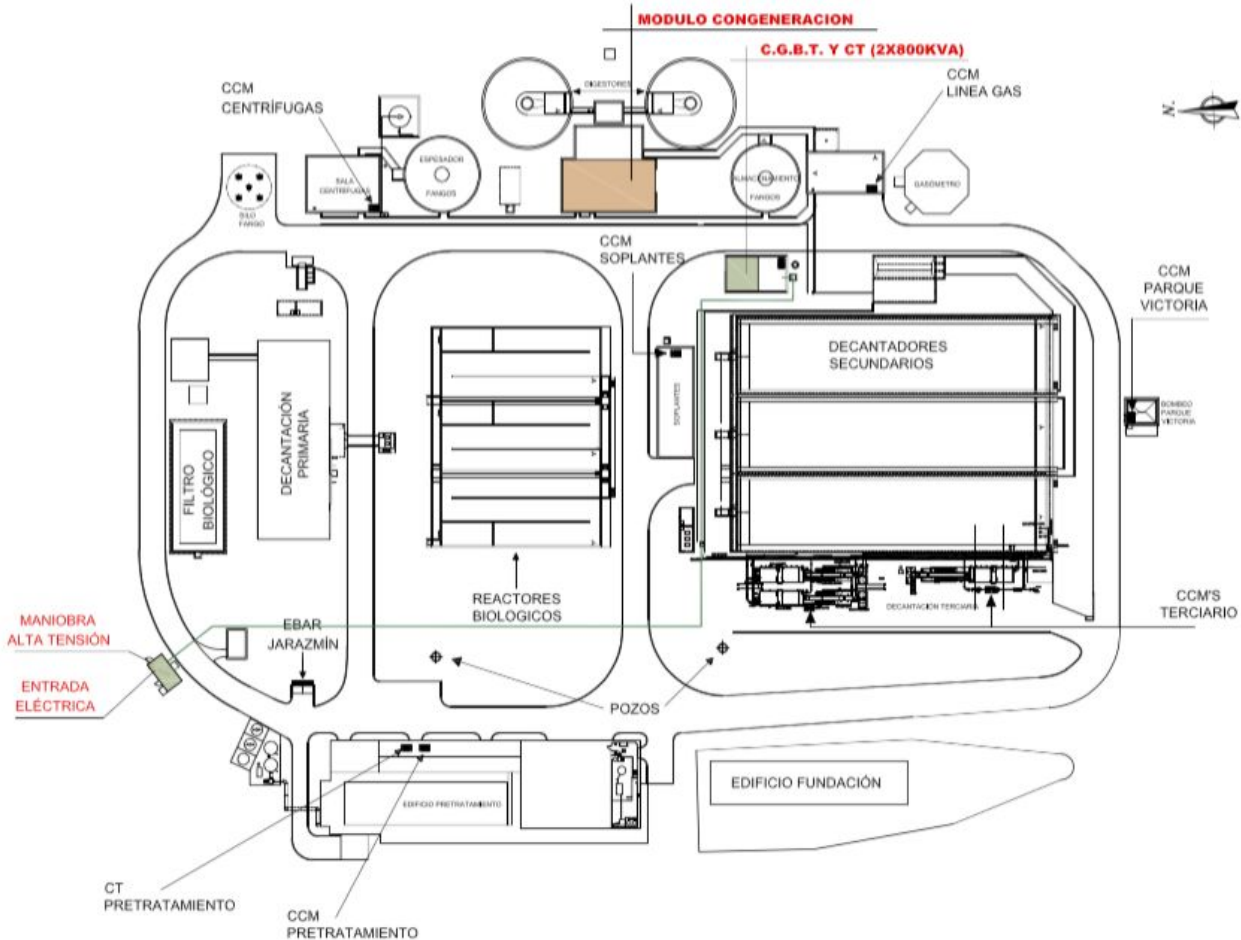 MODULO CONGENERACION
C.G.B.T. Y CT (2X800KVA)
CCM
CENTRÍFUGAS
DIGESTORES
CCM
LINEA GAS
N.
ESPESADOR
FANGOS
SALA
CENTRIFUGAS
ALMACENAMIENTO
FANGOS
GASÓMETRO
SILO
FANGO
CCM
SOPLANTES
CCM
PARQUE
VICTORIA
DECANTADORES
SECUNDARIOS
SOPLANTES
BOMBEO
PARQUE
VICTORIA
DECANTACIÓN
PRIMARIA
FILTRO
BIOLÓGICO
REACTORES
BIOLOGICOS
DECANTACIÓN TERCIARIA
CCM'S
TERCIARIO
MANIOBRA
ALTA TENSIÓN
EBAR
JARAZMÍN
ENTRADA
ELÉCTRICA
POZOS
EDIFICIO FUNDACIÓN
EDIFICIO PRETRATAMIENTO
CT
PRETRATAMIENTO
CCM
PRETRATAMIENTO